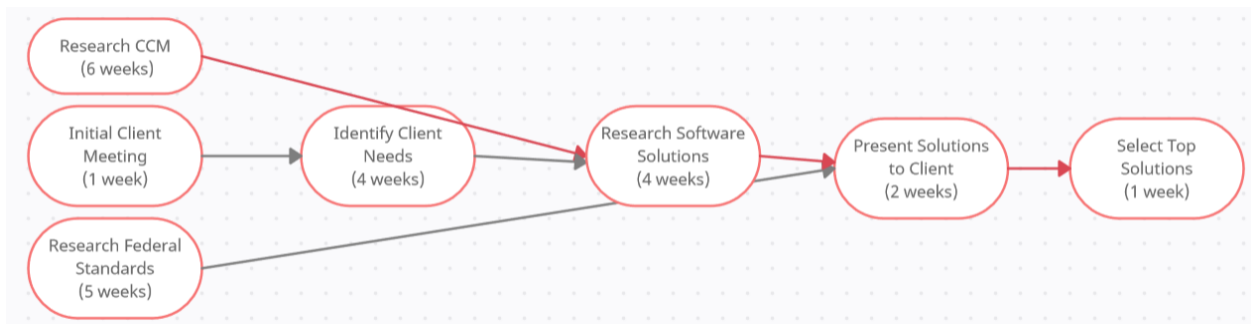 Research CCM
(6 weeks)
Initial Client
Meeting
(1 week)
Research Federal
Standards
(5 weeks)
Identify Client
Needs
(4 weeks)
Research Software
Solutions
(4 weeks)
Present Solutions
to Client
(2 weeks)
Select Top
Solutions
(1 week)